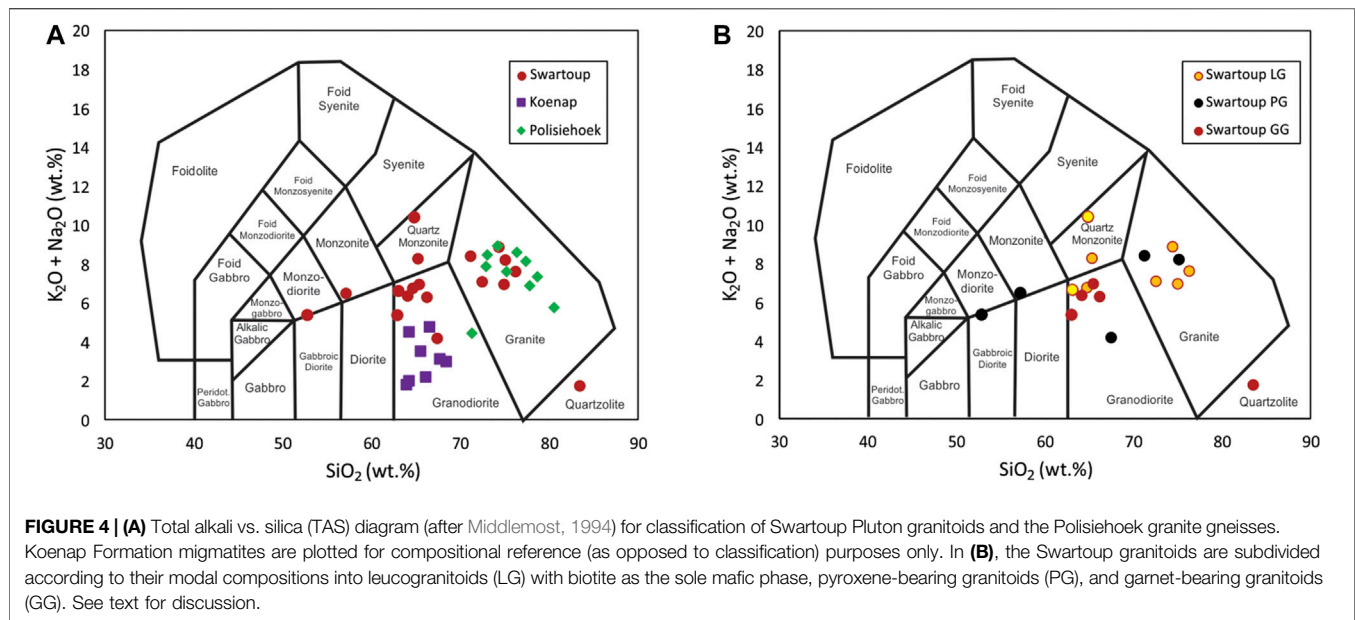 A
K₂O + Na₂O (wt.%)
20
18
16
14
12
10
8
6
4
2
0
Swartoup
Koenap
Polisiehoek
Foid
Syenite
Foidolite
Syenite
Foid
Monzosyenite
Foid
Monzodiorite
Monzonite
Quartz
Monzonite
Foid
Gabbro
Monzo-
diorite
Monzo-
gabbro
Alkalic
Gabbro
Gabbroic
Diorite
Diorite
Granite
Peridot.
Gabbro
Gabbro
Granodiorite
Quartzolite
30 40 50 60 70 80 90
SiO₂ (wt.%)
B
K₂O + Na₂O (wt.%)
20
18
16
14
12
10
8
6
4
2
0
Swartoup LG
Swartoup PG
Swartoup GG
Foid
Syenite
Foidolite
Syenite
Foid
Monzosyenite
Foid
Monzodiorite
Monzonite
Quartz
Monzonite
Foid
Gabbro
Monzo-
diorite
Monzo-
gabbro
Alkalic
Gabbro
Gabbroic
Diorite
Diorite
Granite
Peridot.
Gabbro
Gabbro
Granodiorite
Quartzolite
30 40 50 60 70 80 90
SiO₂ (wt.%)
FIGURE 4 | (A) Total alkali vs. silica (TAS) diagram (after Middlemost, 1994) for classification of Swartoup Pluton granitoids and the Polisiehoek granite gneisses.
Koenap Formation migmatites are plotted for compositional reference (as opposed to classification) purposes only. In (B), the Swartoup granitoids are subdivided
according to their modal compositions into leucogranitoids (LG) with biotite as the sole mafic phase, pyroxene-bearing granitoids (PG), and garnet-bearing granitoids
(GG). See text for discussion.